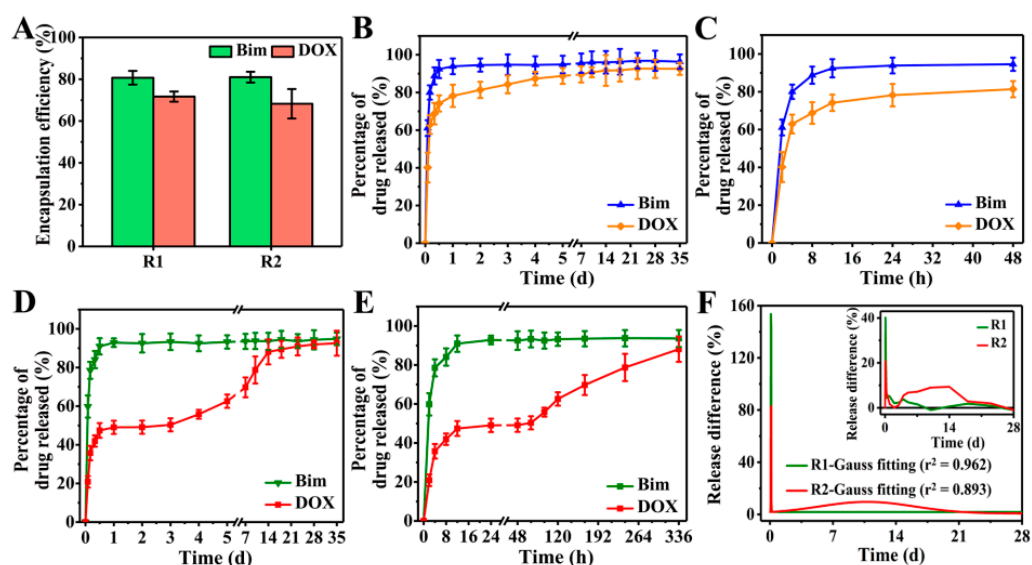 A
Encapsulation efficiency (%)
100
80
60
40
20
0
Bim
DOX
R1
R2
B
Percentage of
drug released (%)
100
80
60
40
20
0
Bim
DOX
0 1 2 3 4 5 7 14 21 28 35
Time (d)
C
Percentage of
drug released (%)
100
80
60
40
20
0
Bim
DOX
0 8 16 24 32 40 48
Time (h)
D
Percentage of
drug released (%)
100
80
60
40
20
0
Bim
DOX
0 1 2 3 4 5 7 14 21 28 35
Time (d)
E
Percentage of
drug released (%)
100
80
60
40
20
0
Bim
DOX
0 8 16 24 48 120 192 264 336
Time (h)
F
Release difference (%)
160
120
80
40
0
Release difference (%)
40
20
0
R1
R2
0 14 28
Time (d)
R1-Gauss fitting (r² = 0.962)
R2-Gauss fitting (r² = 0.893)
0 7 14 21 28
Time (d)